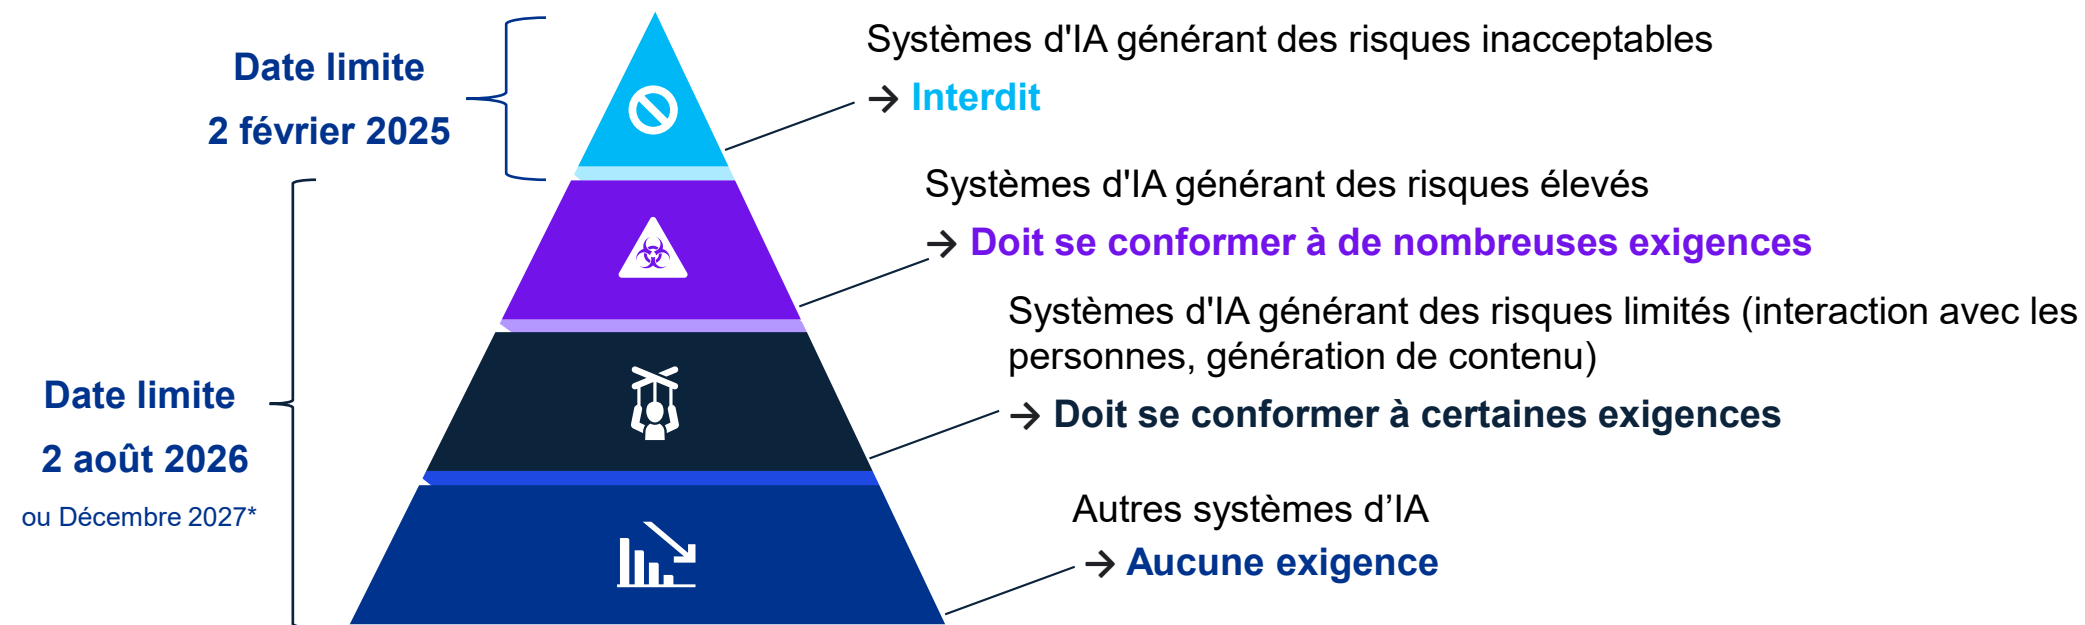 Date limite
2 février 2025
Systèmes d'IA générant des risques inacceptables
→ Interdit
Systèmes d'IA générant des risques élevés
→ Doit se conformer à de nombreuses exigences
Systèmes d'IA générant des risques limités (interaction avec les
personnes, génération de contenu)
→ Doit se conformer à certaines exigences
Date limite
2 août 2026
ou Décembre 2027*
Autres systèmes d’IA
→ Aucune exigence